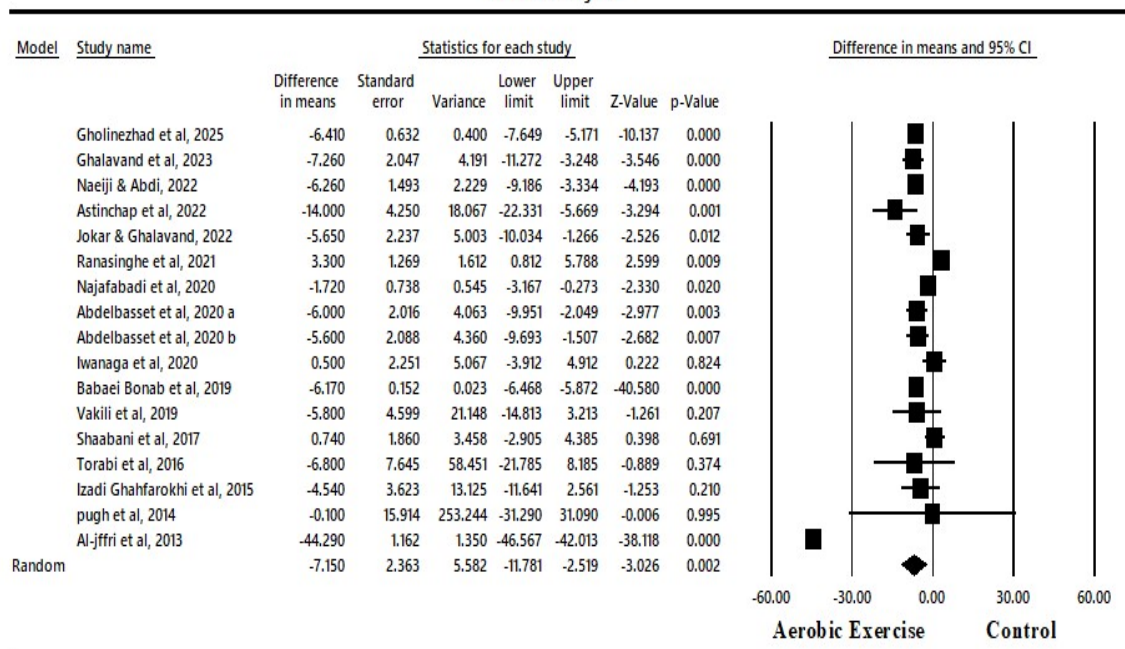 Model Study name Statistics for each study Difference in means and 95% CI
Difference Standard Lower Upper
in means error Variance limit limit Z-Value p-Value
Gholinezhad et al, 2025 -6.410 0.632 0.400 -7.649 -5.171 -10.137 0.000
Ghalavand et al, 2023 -7.260 2.047 4.191 -11.272 -3.248 -3.546 0.000
Naeiji & Abdi, 2022 -6.260 1.493 2.229 -9.186 -3.334 -4.193 0.000
Astinchap et al, 2022 -14.000 4.250 18.067 -22.331 -5.669 -3.294 0.001
Jokar & Ghalavand, 2022 -5.650 2.237 5.003 -10.034 -1.266 -2.526 0.012
Ranasinghe et al, 2021 3.300 1.269 1.612 0.812 5.788 2.599 0.009
Najafabadi et al, 2020 -1.720 0.738 0.545 -3.167 -0.273 -2.330 0.020
Abdelbasset et al, 2020 a -6.000 2.016 4.063 -9.951 -2.049 -2.977 0.003
Abdelbasset et al, 2020 b -5.600 2.088 4.360 -9.693 -1.507 -2.682 0.007
Iwanaga et al, 2020 0.500 2.251 5.067 -3.912 4.912 0.222 0.824
Babaei Bonab et al, 2019 -6.170 0.152 0.023 -6.468 -5.872 -40.580 0.000
Vakili et al, 2019 -5.800 4.599 21.148 -14.813 3.213 -1.261 0.207
Shaabani et al, 2017 0.740 1.860 3.458 -2.905 4.385 0.398 0.691
Torabi et al, 2016 -6.800 7.645 58.451 -21.785 8.185 -0.889 0.374
Izadi Ghahfarokhi et al, 2015 -4.540 3.623 13.125 -11.641 2.561 -1.253 0.210
pugh et al, 2014 -0.100 15.914 253.244 -31.290 31.090 -0.006 0.995
Al-jffri et al, 2013 -44.290 1.162 1.350 -46.567 -42.013 -38.118 0.000
Random -7.150 2.363 5.582 -11.781 -2.519 -3.026 0.002
-60.00 -30.00 0.00 30.00 60.00
Aerobic Exercise Control